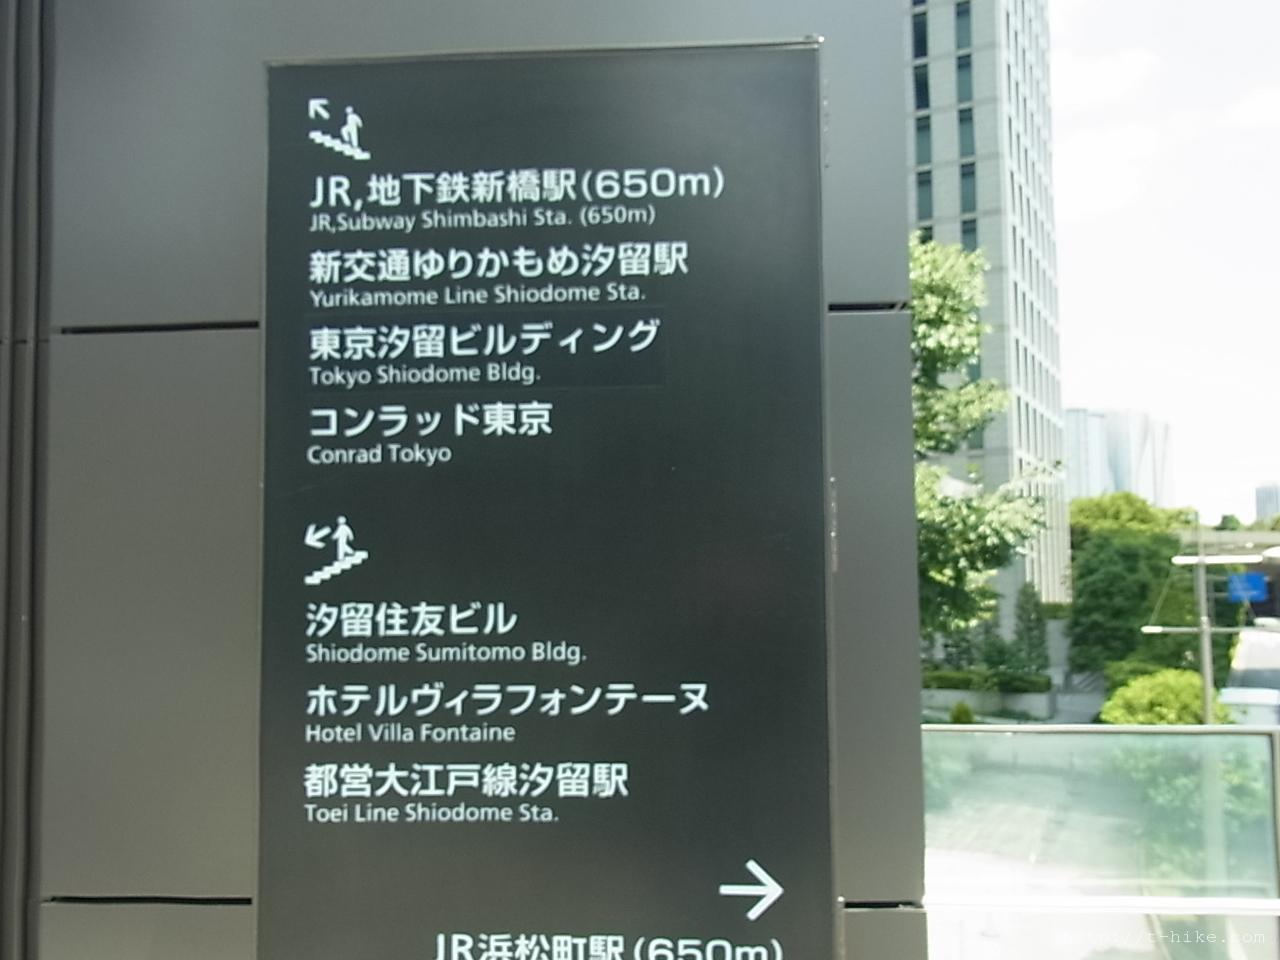 JR,地下鉄新橋駅(650m)
JR,Subway Shimbashi Sta. (650m)
新交通ゆりかもめ汐留駅
Yurikamome Line Shiodome Sta.
東京汐留ビルディング
Tokyo Shiodome Bldg.
コンラッド東京
Conrad Tokyo
汐留住友ビル
Shiodome Sumitomo Bldg.
ホテルヴィラフォンテーヌ
Hotel Villa Fontaine
都営大江戸線汐留駅
Toei Line Shiodome Sta.
JR浜松町駅(650m)
http://t-hike.com